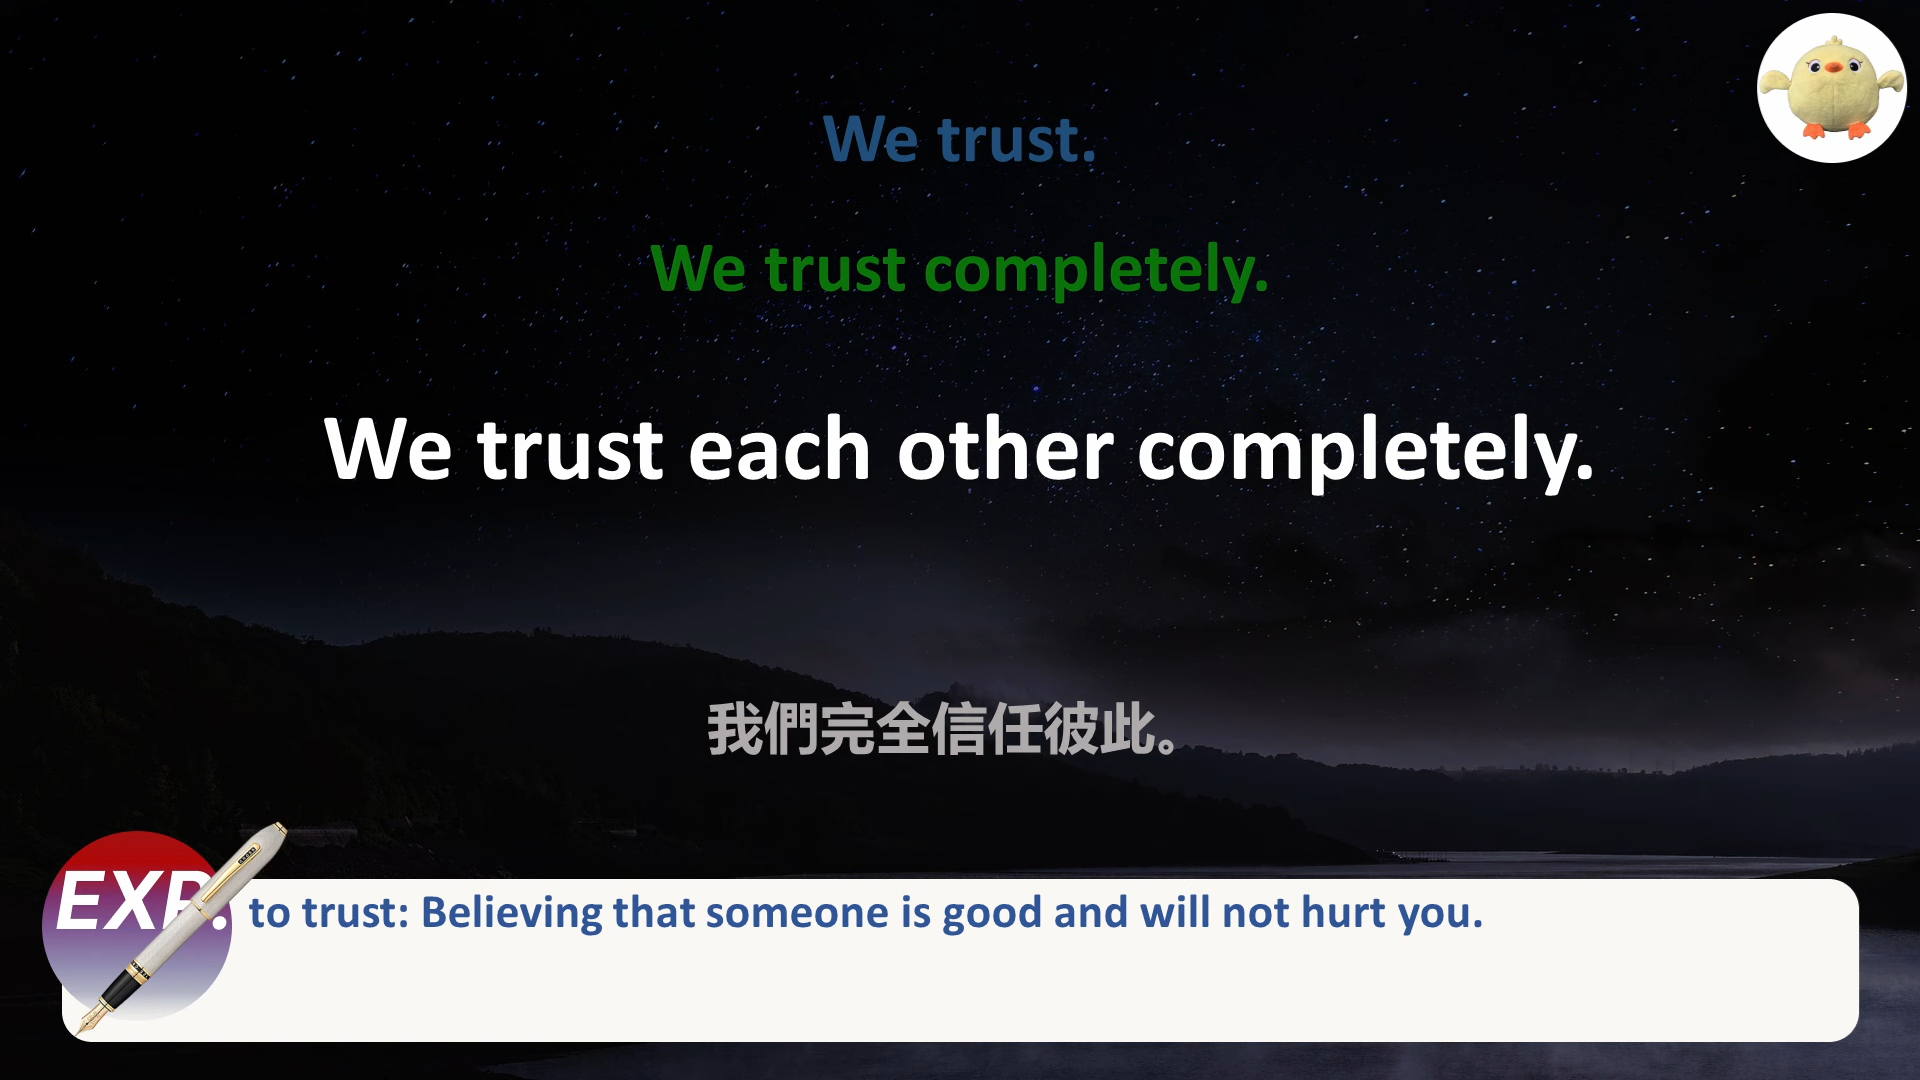 We trust.
We trust completely.
We trust each other completely.
我們完全信任彼此。
EXP.
to trust: Believing that someone is good and will not hurt you.